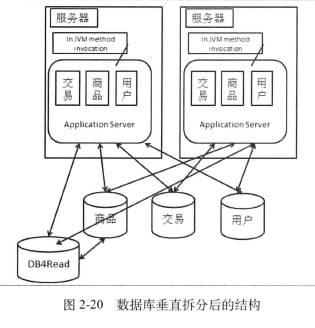 服务器
服务器
In JVM method
invocation
In JVM method
invocation
交易
商品
用户
交易
商品
用户
Application Server
Application Server
商品
交易
用户
DB4Read
图 2-20 数据库垂直拆分后的结构